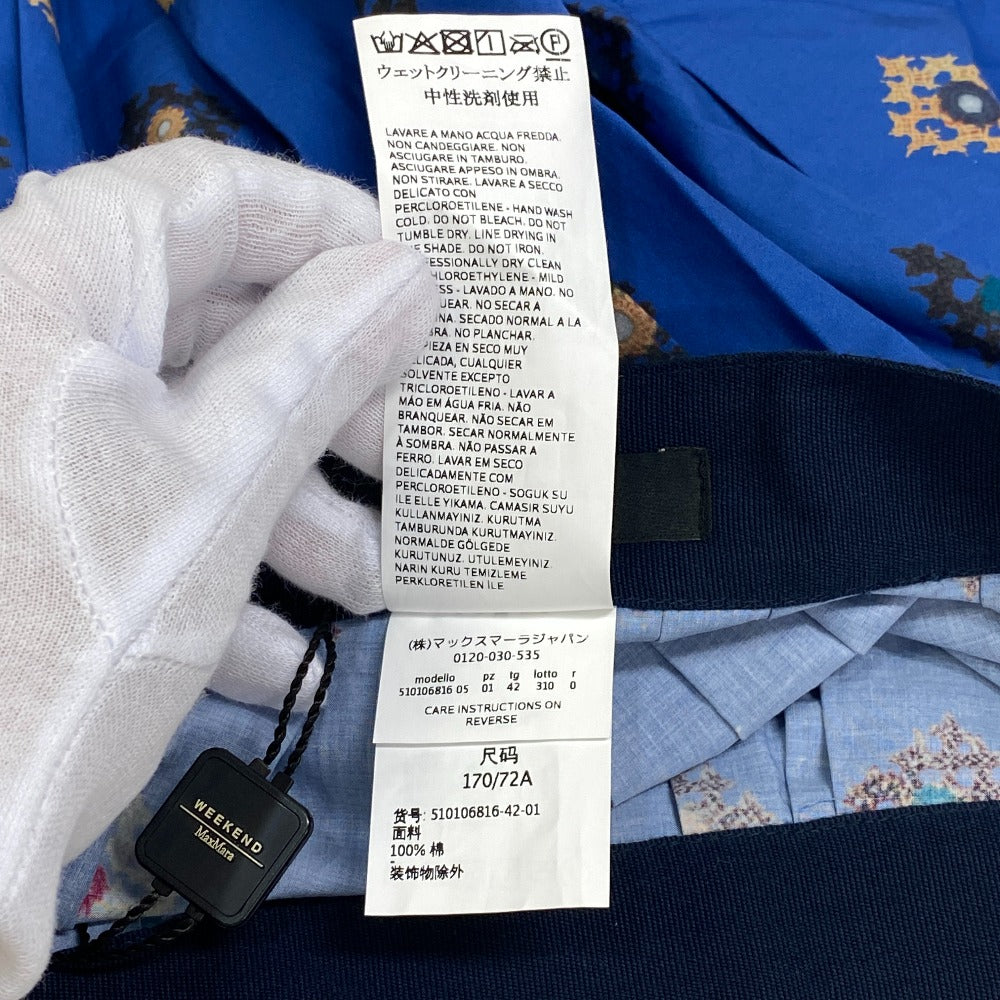 ウェットクリーニング禁止
中性洗剤使用
LAVARE A MANO ACQUA FREDDA.
NON CANDEGGIARE. NON
ASCIUGARE IN TAMBURO.
ASCIUGARE APPESO IN OMBRA.
NON STIRARE. LAVARE A SECCO
DELICATO CON
PERCLOROETILENE - HAND WASH
COLD. DO NOT BLEACH. DO NOT
TUMBLE DRY. LINE DRYING IN
SHADE. DO NOT IRON.
DRY CLEAN
- MILD
- LAVADO A MANO. NO
NO SECAR A
SECADO NORMAL A LA
NO PLANCHAR.
EN SECO MUY
CUALQUIER
SOLVENTE EXCEPTO
TRICLOROETILENO - LAVAR A
MÃO EM ÁGUA FRIA. NÃO
BRANQUEAR. NÃO SECAR EM
TAMBOR. SECAR NORMALMENTE
À SOMBRA. NÃO PASSAR A
FERRO. LAVAR EM SECO
DELICADAMENTE COM
PERCLOROETILENO - SOGUK SU
ILE ELLE YIKAMA. CAMASIR SUYU
KULLANMAYINIZ. KURUTMA
TAMBURUNDA KURUTMAYINIZ.
NORMALDE GÖLGEDE
KURUTUNUZ. UTULEMEYINIZ.
NARIN KURU TEMIZLEME
PERKLORETILEN ILE
(株)マックスマーラジャパン
0120-030-535
modello pz tg lotto r
510106816 05 01 42 310 0
CARE INSTRUCTIONS ON
REVERSE
尺码
170/72A
货号: 510106816-42-01
面料
100% 棉
-
装饰物除外
WEEKEND
MaxMara